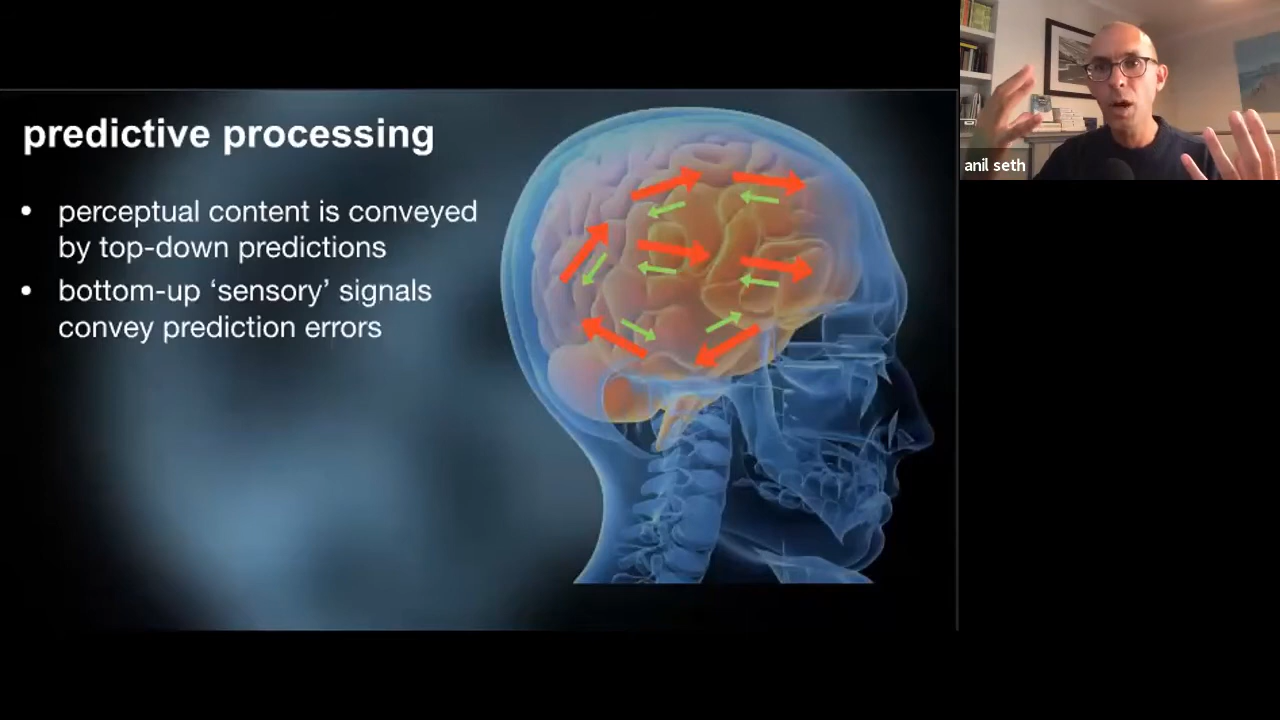 predictive processing
• perceptual content is conveyed
by top-down predictions
• bottom-up ‘sensory’ signals
convey prediction errors
anil seth